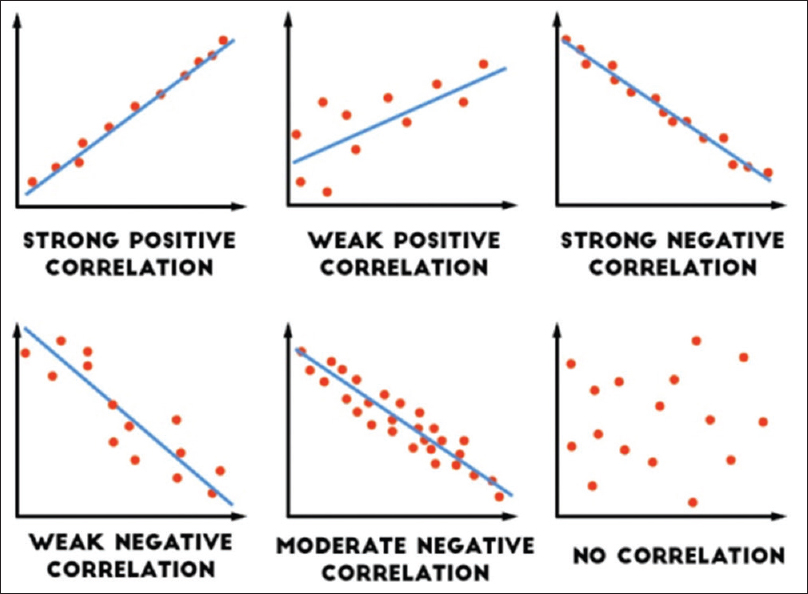 STRONG POSITIVE
CORRELATION
WEAK POSITIVE
CORRELATION
STRONG NEGATIVE
CORRELATION
WEAK NEGATIVE
CORRELATION
MODERATE NEGATIVE
CORRELATION
NO CORRELATION